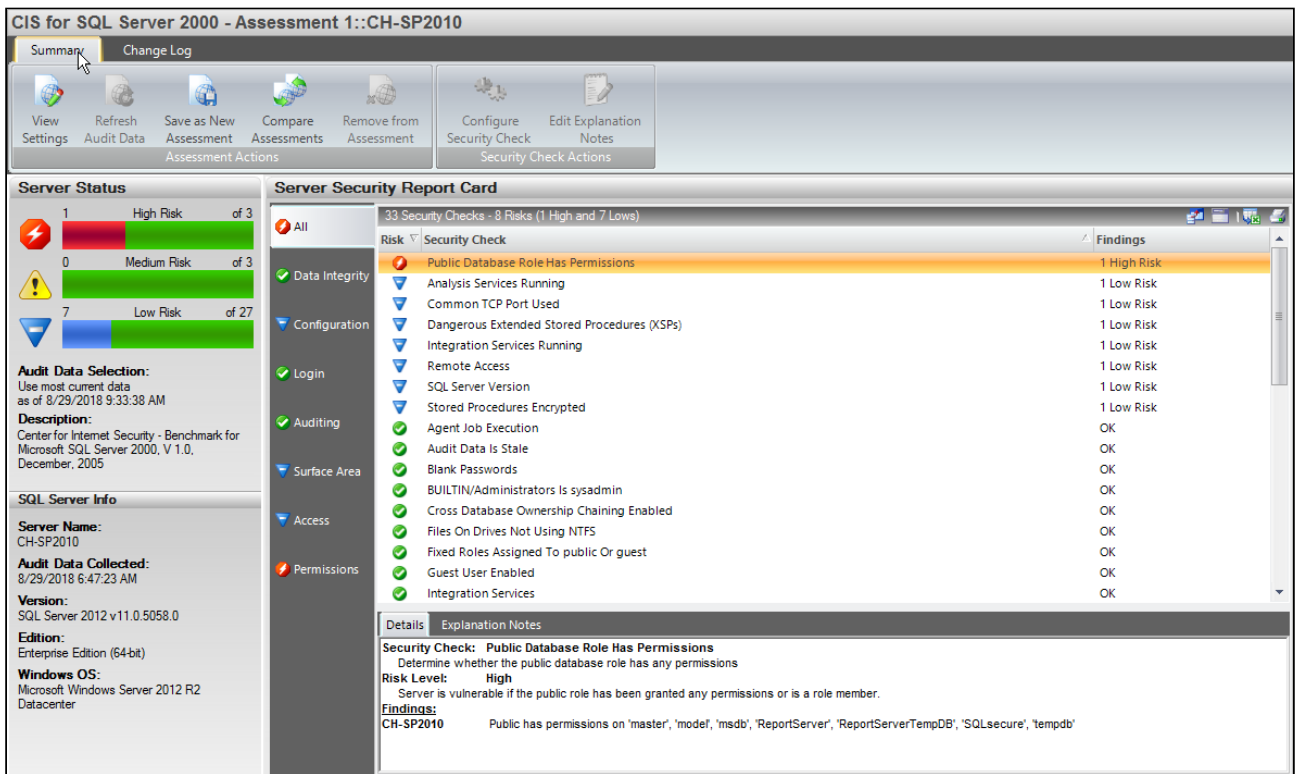 CIS for SQL Server 2000 - Assessment 1::CH-SP2010
Summary
Change Log
View Settings
Refresh Audit Data
Save as New Assessment
Compare Assessments
Remove from Assessment
Configure Security Check
Edit Explanation Notes
Assessment Actions
Security Check Actions
Server Status
1 High Risk of 3
0 Medium Risk of 3
7 Low Risk of 27
Audit Data Selection:
Use most current data
as of 8/29/2018 9:33:38 AM
Description:
Center for Internet Security - Benchmark for
Microsoft SQL Server 2000, V 1.0,
December, 2005
SQL Server Info
Server Name:
CH-SP2010
Audit Data Collected:
8/29/2018 6:47:23 AM
Version:
SQL Server 2012 v11.0.5058.0
Edition:
Enterprise Edition (64-bit)
Windows OS:
Microsoft Windows Server 2012 R2
Datacenter
Server Security Report Card
All
Data Integrity
Configuration
Login
Auditing
Surface Area
Access
Permissions
33 Security Checks - 8 Risks (1 High and 7 Lows)
Risk Security Check Findings
Public Database Role Has Permissions 1 High Risk
Analysis Services Running 1 Low Risk
Common TCP Port Used 1 Low Risk
Dangerous Extended Stored Procedures (XSPs) 1 Low Risk
Integration Services Running 1 Low Risk
Remote Access 1 Low Risk
SQL Server Version 1 Low Risk
Stored Procedures Encrypted 1 Low Risk
Agent Job Execution OK
Audit Data Is Stale OK
Blank Passwords OK
BUILTIN/Administrators Is sysadmin OK
Cross Database Ownership Chaining Enabled OK
Files On Drives Not Using NTFS OK
Fixed Roles Assigned To public Or guest OK
Guest User Enabled OK
Integration Services OK
Details Explanation Notes
Security Check: Public Database Role Has Permissions
Determine whether the public database role has any permissions
Risk Level: High
Server is vulnerable if the public role has been granted any permissions or is a role member.
Findings:
CH-SP2010 Public has permissions on 'master', 'model', 'msdb', 'ReportServer', 'ReportServerTempDB', 'SQLsecure', 'tempdb'